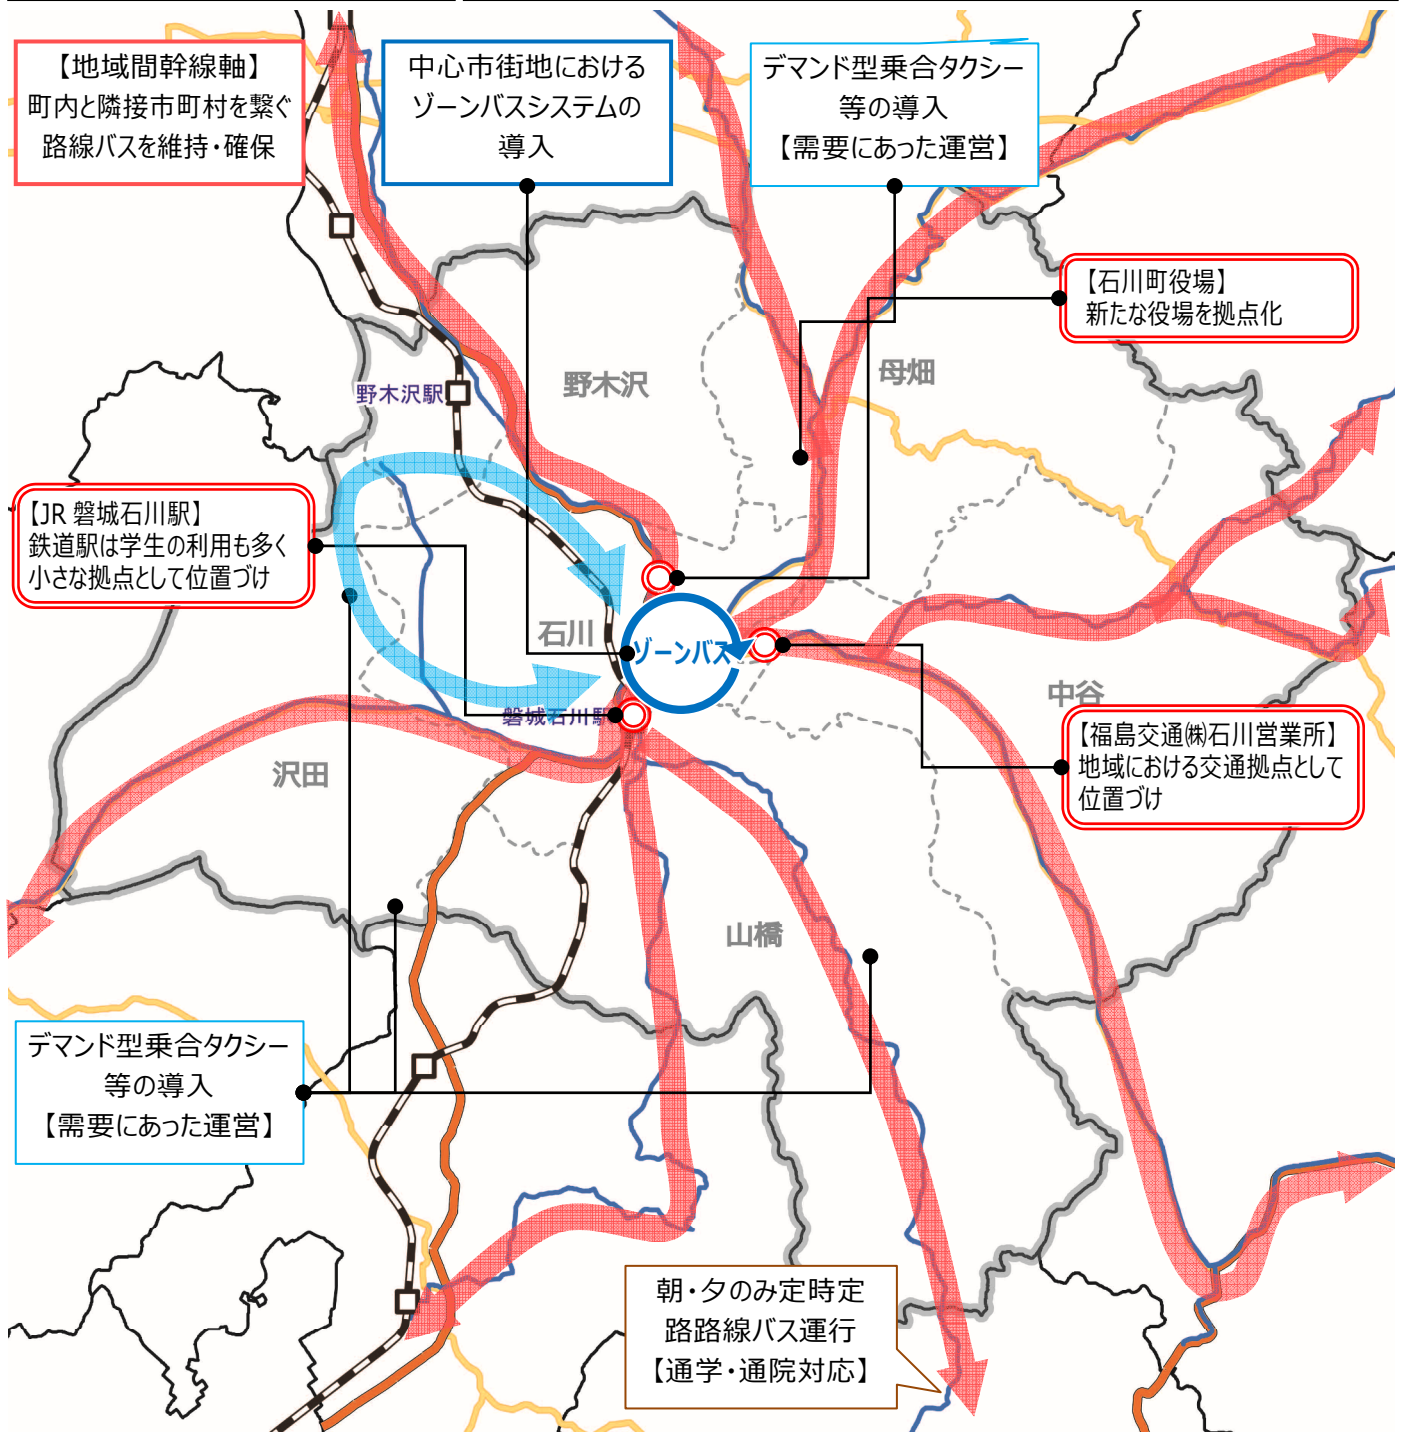 【地域間幹線軸】
町内と隣接市町村を繋ぐ
路線バスを維持・確保
中心市街地における
ゾーンバスシステムの
導入
デマンド型乗合タクシー
等の導入
【需要にあった運営】
【石川町役場】
新たな役場を拠点化
母畑
野木沢
野木沢駅
【JR 磐城石川駅】
鉄道駅は学生の利用も多く
小さな拠点として位置づけ
石川
ゾーンバス
中谷
磐城石川駅
【福島交通㈱石川営業所】
地域における交通拠点として
位置づけ
沢田
山橋
デマンド型乗合タクシー
等の導入
【需要にあった運営】
朝・夕のみ定時定
路路線バス運行
【通学・通院対応】